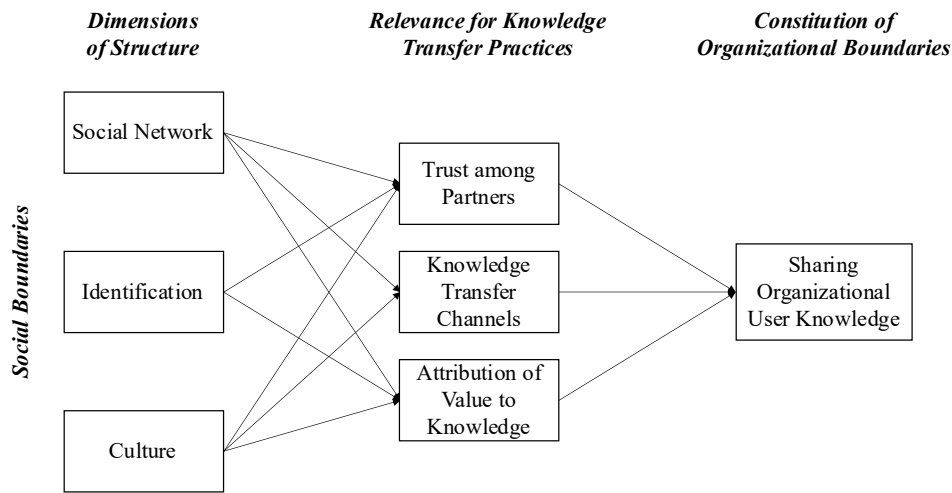 Dimensions
of Structure
Relevance for Knowledge
Transfer Practices
Constitution of
Organizational Boundaries
Social Boundaries
Social Network
Identification
Culture
Trust among
Partners
Knowledge
Transfer
Channels
Attribution of
Value to
Knowledge
Sharing
Organizational
User Knowledge